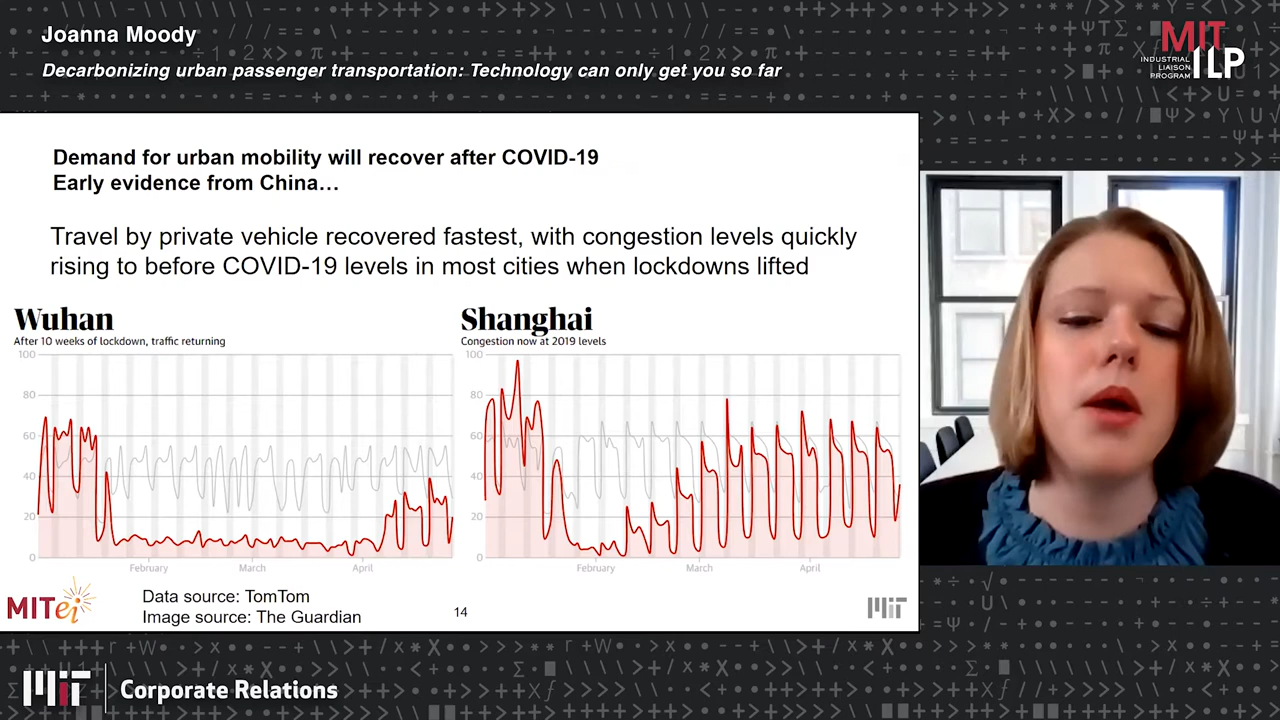 Joanna Moody
Decarbonizing urban passenger transportation: Technology can only get you so far
MIT
INDUSTRIAL
LIAISON
PROGRAM
ILP
Demand for urban mobility will recover after COVID-19
Early evidence from China…
Travel by private vehicle recovered fastest, with congestion levels quickly
rising to before COVID-19 levels in most cities when lockdowns lifted
Wuhan
After 10 weeks of lockdown, traffic returning
100
80
60
40
20
0
February March April
Shanghai
Congestion now at 2019 levels
100
80
60
40
20
0
February March April
MITei
Data source: TomTom
Image source: The Guardian
14
MIT
MIT
Corporate Relations